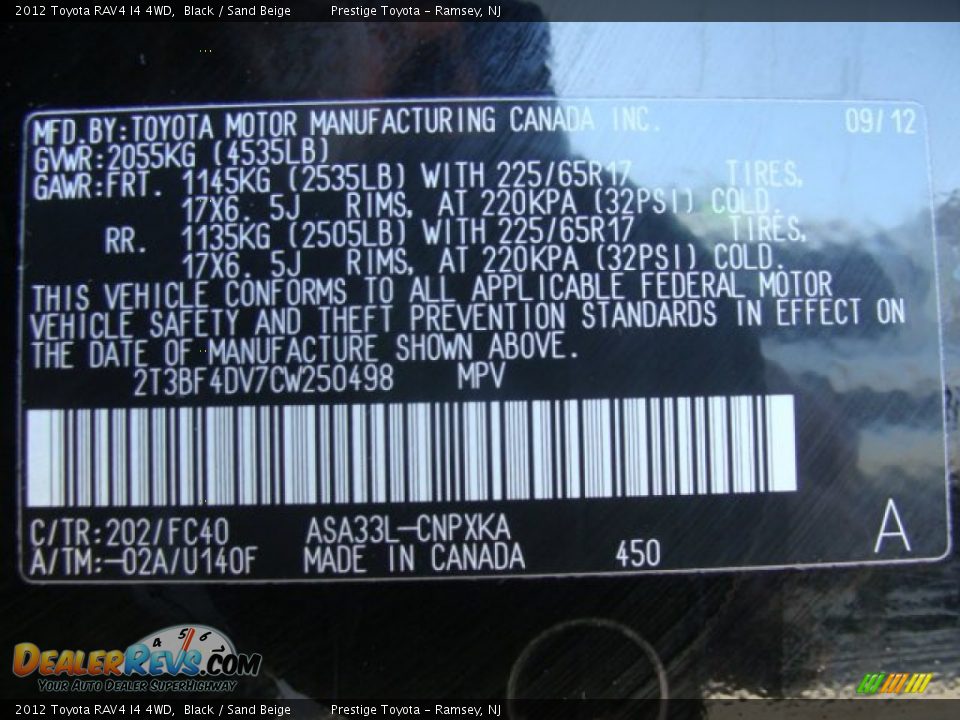 2012 Toyota RAV4 I4 4WD, Black / Sand Beige Prestige Toyota - Ramsey, NJ
MFD.BY:TOYOTA MOTOR MANUFACTURING CANADA INC. 09/12
GVWR:2055KG (4535LB)
GAWR:FRT. 1145KG (2535LB) WITH 225/65R17 TIRES,
17X6. 5J RIMS, AT 220KPA (32PSI) COLD.
RR. 1135KG (2505LB) WITH 225/65R17 TIRES,
17X6. 5J RIMS, AT 220KPA (32PSI) COLD.
THIS VEHICLE CONFORMS TO ALL APPLICABLE FEDERAL MOTOR
VEHICLE SAFETY AND THEFT PREVENTION STANDARDS IN EFFECT ON
THE DATE OF MANUFACTURE SHOWN ABOVE.
2T3BF4DV7CW250498 MPV
C/TR:202/FC40 ASA33L-CNPXKA
A/TM:-02A/U140F MADE IN CANADA 450 A
4 5 6
DEALERREVS.COM
YOUR AUTO DEALER SUPERHIGHWAY
2012 Toyota RAV4 I4 4WD, Black / Sand Beige Prestige Toyota - Ramsey, NJ